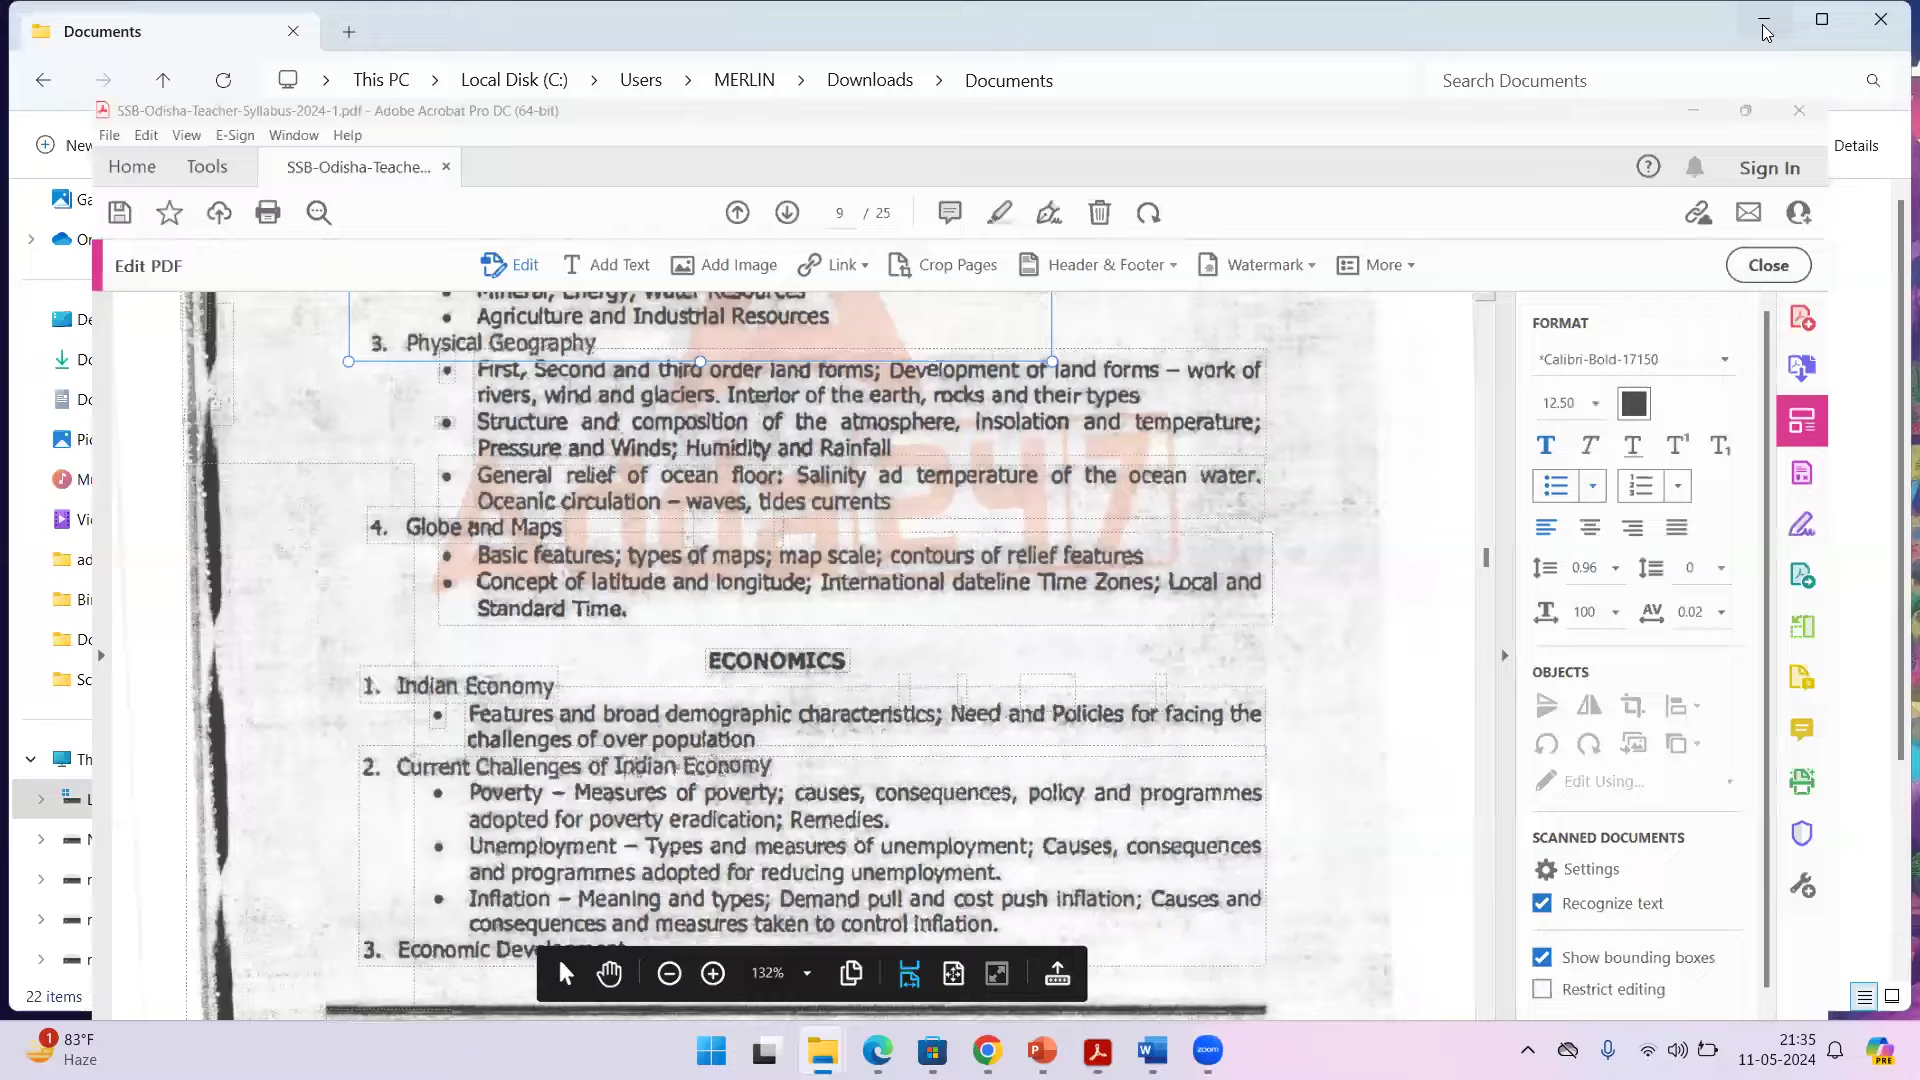 Documents
This PC
Local Disk (C:)
Users
MERLIN
Downloads
Documents
Search Documents
SSB-Odisha-Teacher-Syllabus-2024-1.pdf - Adobe Acrobat Pro DC (64-bit)
File Edit View E-Sign Window Help
New
Details
Home Tools SSB-Odisha-Teache... Sign In
9 / 25
Edit PDF
Edit
Add Text
Add Image
Link
Crop Pages
Header & Footer
Watermark
More
Close
Mineral, Energy, Water Resources
• Agriculture and Industrial Resources
3. Physical Geography
• First, Second and third order land forms; Development of land forms – work of
rivers, wind and glaciers. Interior of the earth, rocks and their types
• Structure and composition of the atmosphere, Insolation and temperature;
Pressure and Winds; Humidity and Rainfall
• General relief of ocean floor: Salinity ad temperature of the ocean water.
Oceanic circulation – waves, tides currents
4. Globe and Maps
• Basic features; types of maps; map scale; contours of relief features
• Concept of latitude and longitude; International dateline Time Zones; Local and
Standard Time.
ECONOMICS
1. Indian Economy
• Features and broad demographic characteristics; Need and Policies for facing the
challenges of over population
2. Current Challenges of Indian Economy
• Poverty – Measures of poverty; causes, consequences, policy and programmes
adopted for poverty eradication; Remedies.
• Unemployment – Types and measures of unemployment; Causes, consequences
and programmes adopted for reducing unemployment.
• Inflation – Meaning and types; Demand pull and cost push inflation; Causes and
consequences and measures taken to control inflation.
3. Economic
132%
FORMAT
*Calibri-Bold-17150
12.50
0.96
0
100
0.02
OBJECTS
Edit Using...
SCANNED DOCUMENTS
Settings
Recognize text
Show bounding boxes
Restrict editing
22 items
1
83°F
Haze
zoom
21:35
11-05-2024
PRE